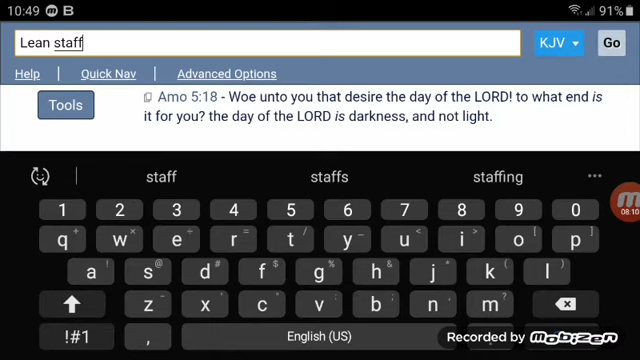 10:49 91%
Lean staff KJV Go
Help Quick Nav Advanced Options
Tools
Amo 5:18 - Woe unto you that desire the day of the LORD! to what end is
it for you? the day of the LORD is darkness, and not light.
staff staffs staffing ...
1 2 3 4 5 6 7 8 9 0
08:10
q + w × e ÷ r = t / y _ u < i > o [ p ]
a ! s @ d # f $ g % h ^ j & k * l (
z - x ' c " v : b ; n , m ?
!#1 , English (US)
Recorded by mobizen